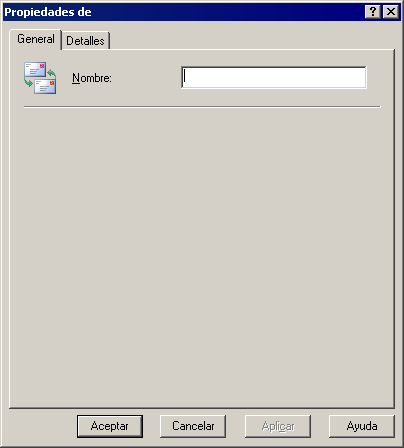 Propiedades de
General
Detalles
Nombre:
Aceptar
Cancelar
Aplicar
Ayuda